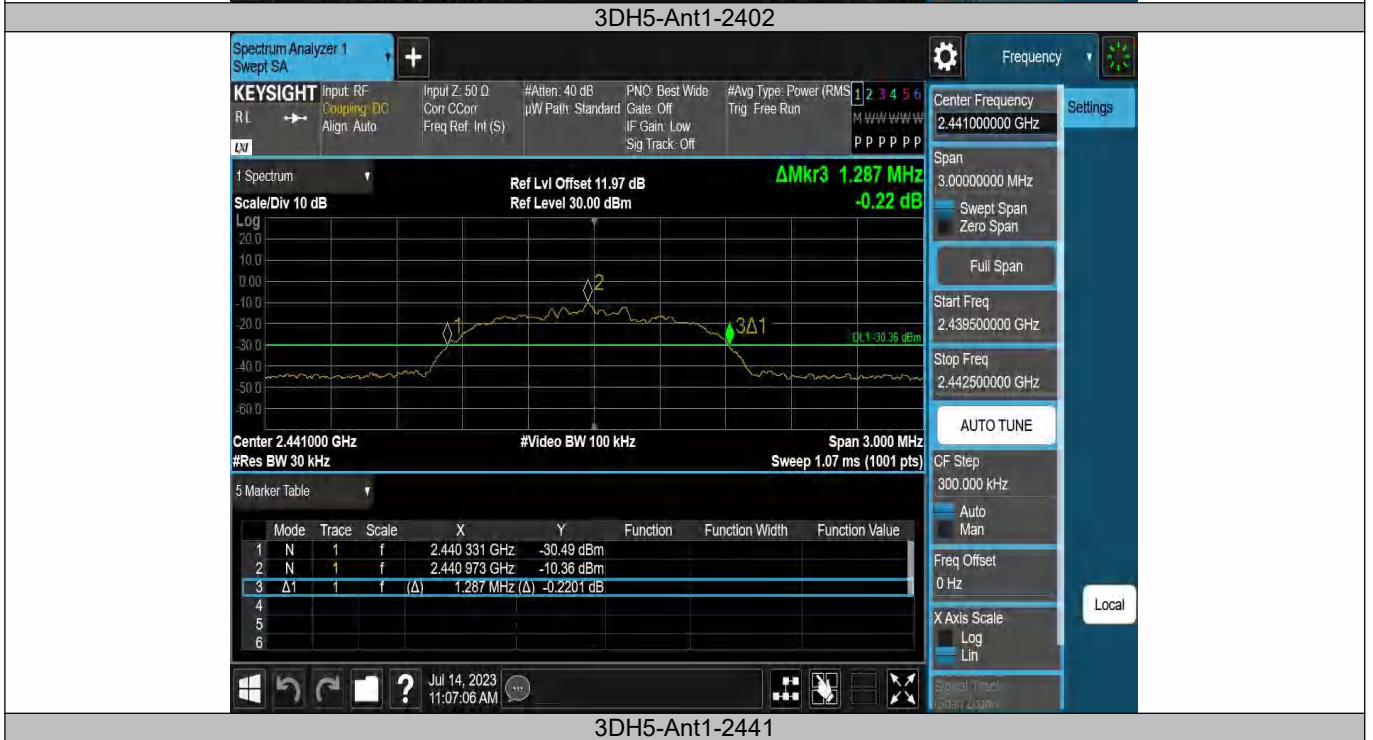 3DH5-Ant1-2402
Spectrum Analyzer 1
Swept SA
+
Frequency
KEYSIGHT
Input: RF
Input Z: 50 Ω
#Atten: 40 dB
PNO: Best Wide
#Avg Type: Power (RMS
1 2 3 4 5 6
RL
Coupling: DC
Corr CCorr
µW Path: Standard
Gate: Off
Trig: Free Run
M W W W W W
Align: Auto
Freq Ref: Int (S)
IF Gain: Low
Sig Track: Off
P P P P P P
LXI
Center Frequency
2.441000000 GHz
Settings
1 Spectrum
Ref Lvl Offset 11.97 dB
ΔMkr3 1.287 MHz
Scale/Div 10 dB
Ref Level 30.00 dBm
-0.22 dB
Span
3.00000000 MHz
Swept Span
Zero Span
Full Span
Start Freq
2.439500000 GHz
Stop Freq
2.442500000 GHz
AUTO TUNE
CF Step
300.000 kHz
Auto
Man
Freq Offset
0 Hz
X Axis Scale
Log
Lin
Local
Log
20.0
10.0
0.00
-10.0
-20.0
-30.0
-40.0
-50.0
-60.0
1
2
3Δ1
DL1 -30.36 dBm
Center 2.441000 GHz
#Video BW 100 kHz
Span 3.000 MHz
#Res BW 30 kHz
Sweep 1.07 ms (1001 pts)
5 Marker Table
Mode Trace Scale X Y Function Function Width Function Value
1 N 1 f 2.440 331 GHz -30.49 dBm
2 N 1 f 2.440 973 GHz -10.36 dBm
3 Δ1 1 f (Δ) 1.287 MHz (Δ) -0.2201 dB
4
5
6
?
Jul 14, 2023
11:07:06 AM
3DH5-Ant1-2441